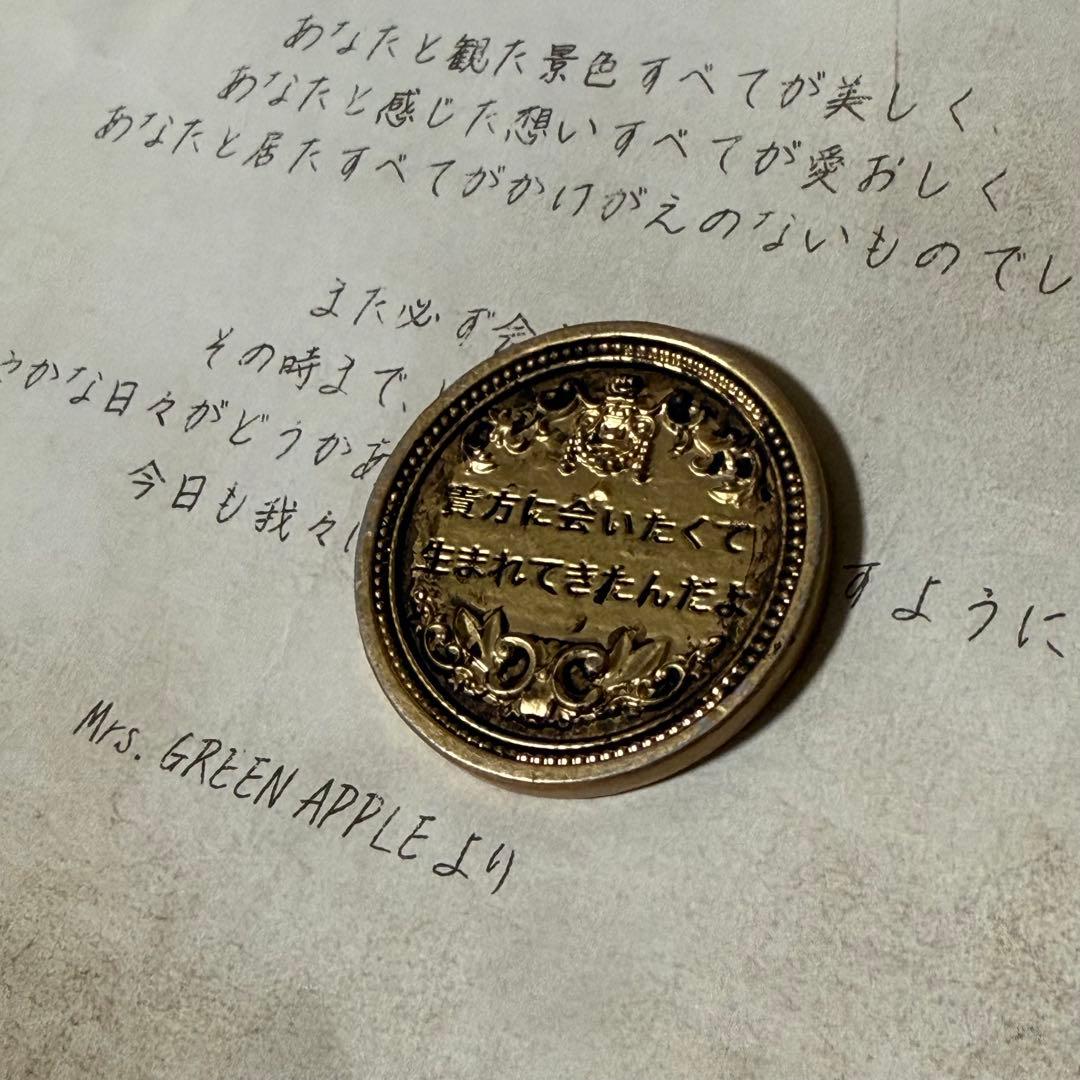 あなたと観た景色すべてが美しく、
あなたと感じた想いすべてが愛おしく
あなたと居たすべてがかけがえのないものでし
また必ず会
その時まで、
かな日々がどうかあ
今日も我々
すように
貴方に会いたくて
生まれてきたんだよ
Mrs. GREEN APPLEより